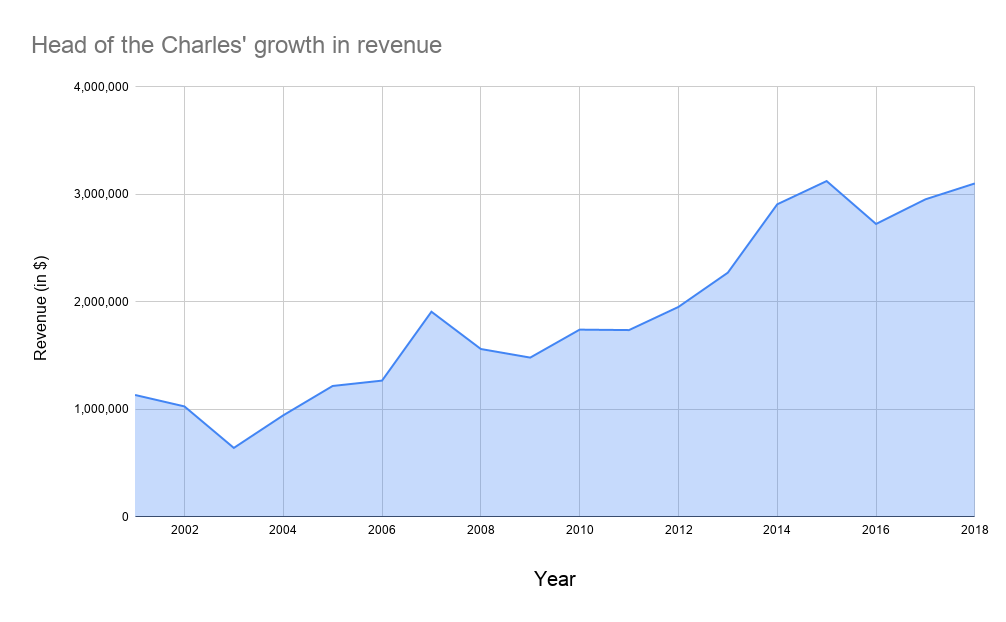 Head of the Charles' growth in revenue
4,000,000
3,000,000
2,000,000
1,000,000
0
Revenue (in $)
2002 2004 2006 2008 2010 2012 2014 2016 2018
Year